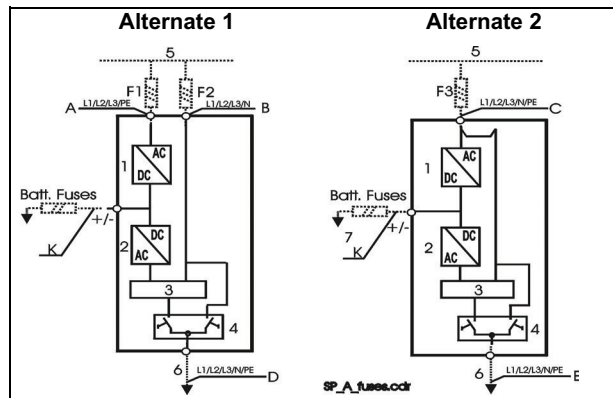 Alternate 1
Alternate 2
5
5
F1
F2
F3
A
L1/L2/L3/PE
L1/L2/L3/N
B
L1/L2/L3/N/PE
C
1
AC
DC
1
AC
DC
Batt. Fuses
+/-
Batt. Fuses
+/-
K
2
DC
AC
7
K
2
DC
AC
3
3
4
4
6
L1/L2/L3/N/PE
D
SP_A_fuses.cdr
6
L1/L2/L3/N/PE
E